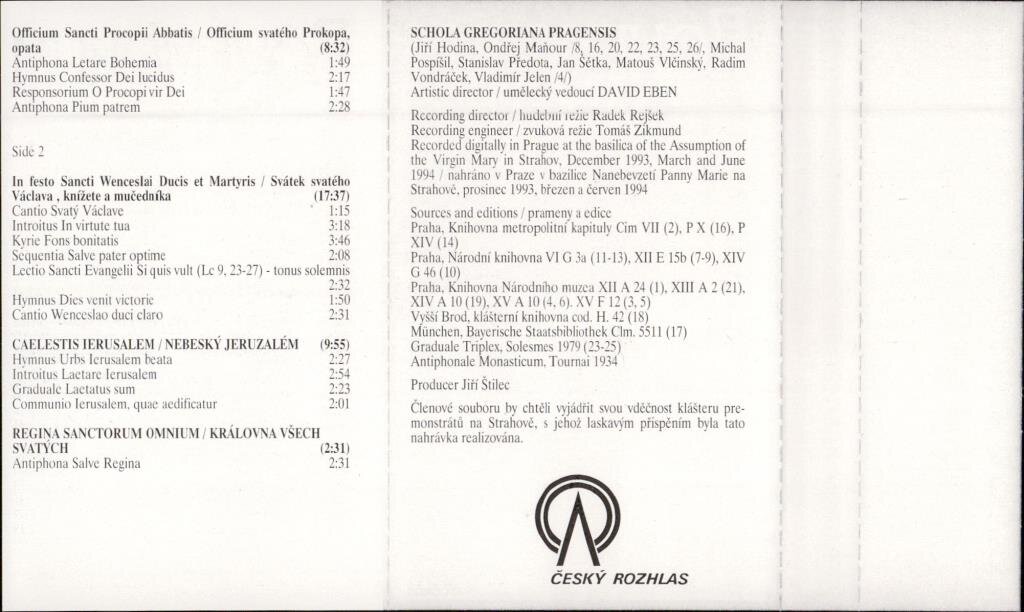 Officium Sancti Procopii Abbatis / Officium svatého Prokopa,
opata (8:32)
Antiphona Letare Bohemia 1:49
Hymnus Confessor Dei lucidus 2:17
Responsorium O Procopi vir Dei 1:47
Antiphona Pium patrem 2:28
Side 2
In festo Sancti Wenceslai Ducis et Martyris / Svátek svatého
Václava , knížete a mučedníka (17:37)
Cantio Svatý Václave 1:15
Introitus In virtute tua 3:18
Kyrie Fons bonitatis 3:46
Sequentia Salve pater optime 2:08
Lectio Sancti Evangelii Si quis vult (Lc 9, 23-27) - tonus solemnis
2:32
Hymnus Dies venit victorie 1:50
Cantio Wenceslao duci claro 2:31
CAELESTIS IERUSALEM / NEBESKÝ JERUZALÉM (9:55)
Hymnus Urbs Ierusalem beata 2:27
Introitus Laetare Ierusalem 2:54
Graduale Laetatus sum 2:23
Communio Ierusalem, quae aedificatur 2:01
REGINA SANCTORUM OMNIUM / KRÁLOVNA VŠECH
SVATÝCH (2:31)
Antiphona Salve Regina 2:31
SCHOLA GREGORIANA PRAGENSIS
(Jiří Hodina, Ondřej Maňour /8, 16, 20, 22, 23, 25, 26/, Michal
Pospíšil, Stanislav Předota, Jan Šétka, Matouš Vlčinský, Radim
Vondráček, Vladimír Jelen /4/)
Artistic director / umělecký vedoucí DAVID EBEN
Recording director / hudební režie Radek Rejšek
Recording engineer / zvuková režie Tomáš Zikmund
Recorded digitally in Prague at the basilica of the Assumption of
the Virgin Mary in Strahov, December 1993, March and June
1994 / nahráno v Praze v bazilice Nanebevzetí Panny Marie na
Strahově, prosinec 1993, březen a červen 1994
Sources and editions / prameny a edice
Praha, Knihovna metropolitní kapituly Cim VII (2), P X (16), P
XIV (14)
Praha, Národní knihovna VI G 3a (11-13), XII E 15b (7-9), XIV
G 46 (10)
Praha, Knihovna Národního muzea XII A 24 (1), XIII A 2 (21),
XIV A 10 (19), XV A 10 (4, 6). XV F 12 (3, 5)
Vyšší Brod, klášterní knihovna cod. H. 42 (18)
München, Bayerische Staatsbibliothek Clm. 5511 (17)
Graduale Triplex, Solesmes 1979 (23-25)
Antiphonale Monasticum, Tournai 1934
Producer Jiří Štilec
Členové souboru by chtěli vyjádřit svou vděčnost klášteru pre-
monstrátů na Strahově, s jehož laskavým přispěním byla tato
nahrávka realizována.
ČESKÝ ROZHLAS